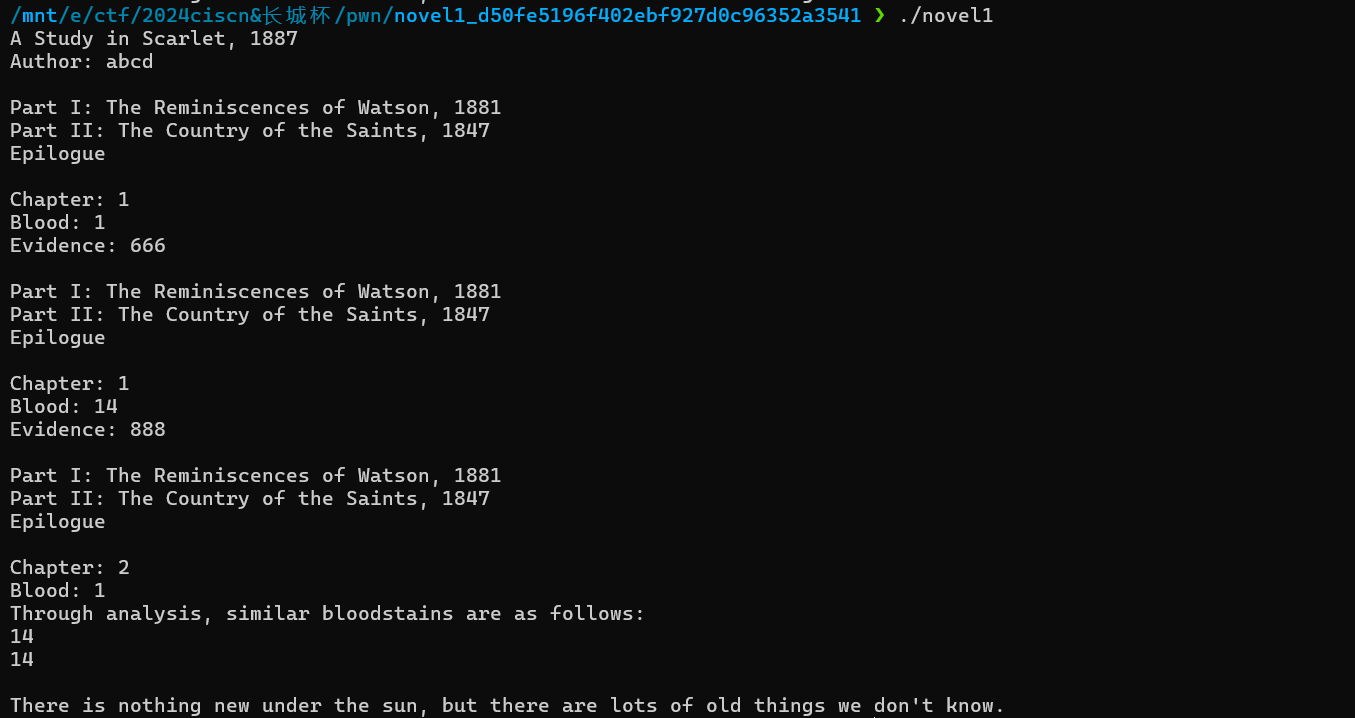 /mnt/e/ctf/2024ciscn&长城杯/pwn/novel1_d50fe5196f402ebf927d0c96352a3541 ❯ ./novel1
A Study in Scarlet, 1887
Author: abcd
Part I: The Reminiscences of Watson, 1881
Part II: The Country of the Saints, 1847
Epilogue
Chapter: 1
Blood: 1
Evidence: 666
Part I: The Reminiscences of Watson, 1881
Part II: The Country of the Saints, 1847
Epilogue
Chapter: 1
Blood: 14
Evidence: 888
Part I: The Reminiscences of Watson, 1881
Part II: The Country of the Saints, 1847
Epilogue
Chapter: 2
Blood: 1
Through analysis, similar bloodstains are as follows:
14
14
There is nothing new under the sun, but there are lots of old things we don't know.